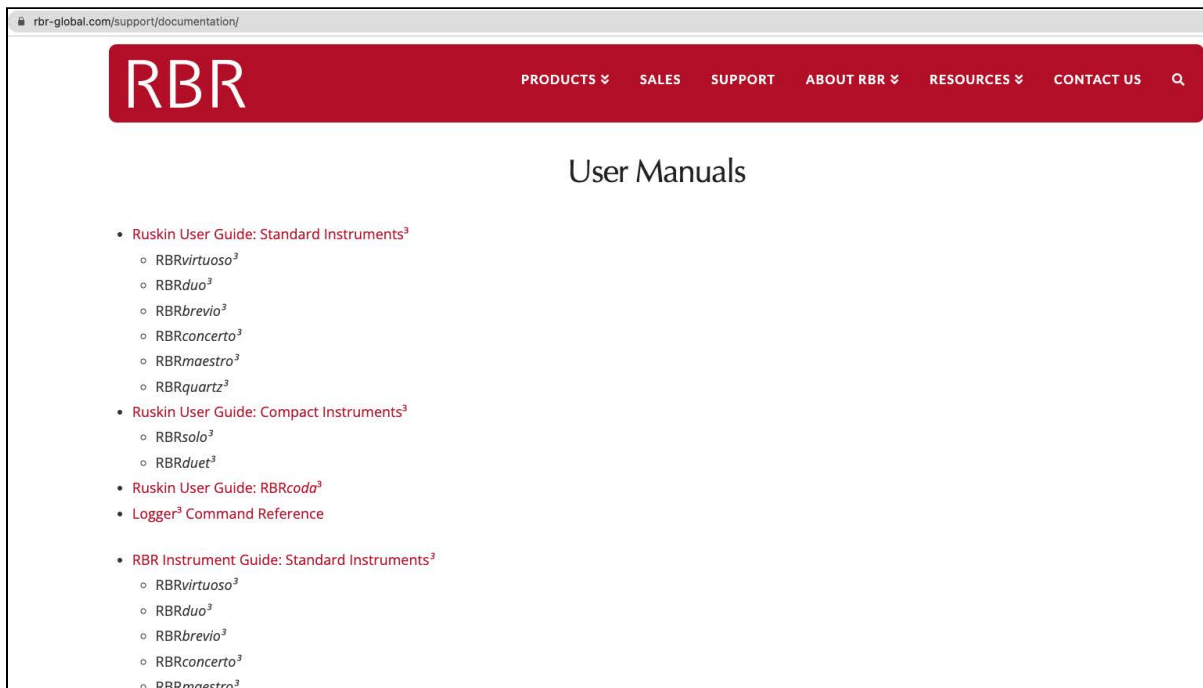 rbr-global.com/support/documentation/
RBR
PRODUCTS SALES SUPPORT ABOUT RBR RESOURCES CONTACT US
User Manuals
• Ruskin User Guide: Standard Instruments³
○ RBRvirtuoso³
○ RBRduo³
○ RBRbrevio³
○ RBRconcerto³
○ RBRmaestro³
○ RBRquartz³
• Ruskin User Guide: Compact Instruments³
○ RBRsolo³
○ RBRduet³
• Ruskin User Guide: RBRcoda³
• Logger³ Command Reference
• RBR Instrument Guide: Standard Instruments³
○ RBRvirtuoso³
○ RBRduo³
○ RBRbrevio³
○ RBRconcerto³
○ RBRmaestro³